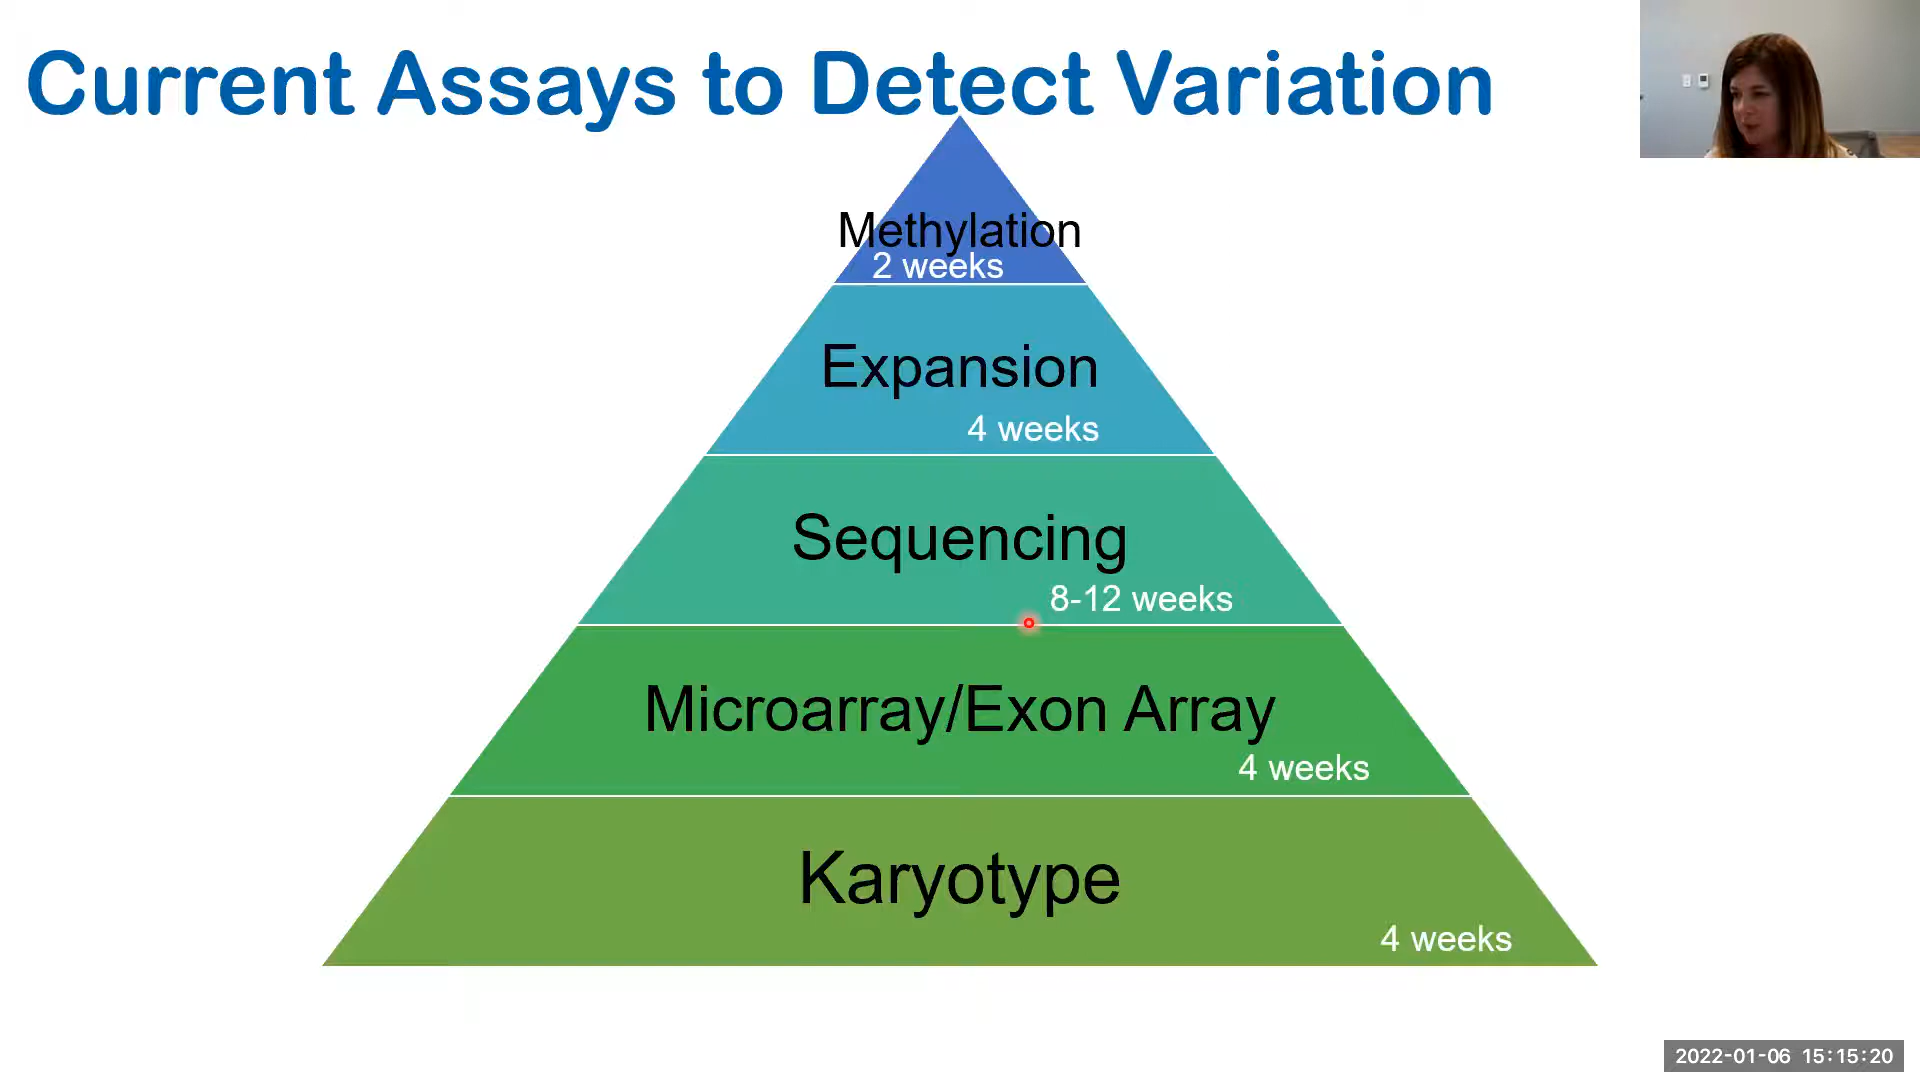 Current Assays to Detect Variation
Methylation
2 weeks
Expansion
4 weeks
Sequencing
8-12 weeks
Microarray/Exon Array
4 weeks
Karyotype
4 weeks
2022-01-06 15:15:20